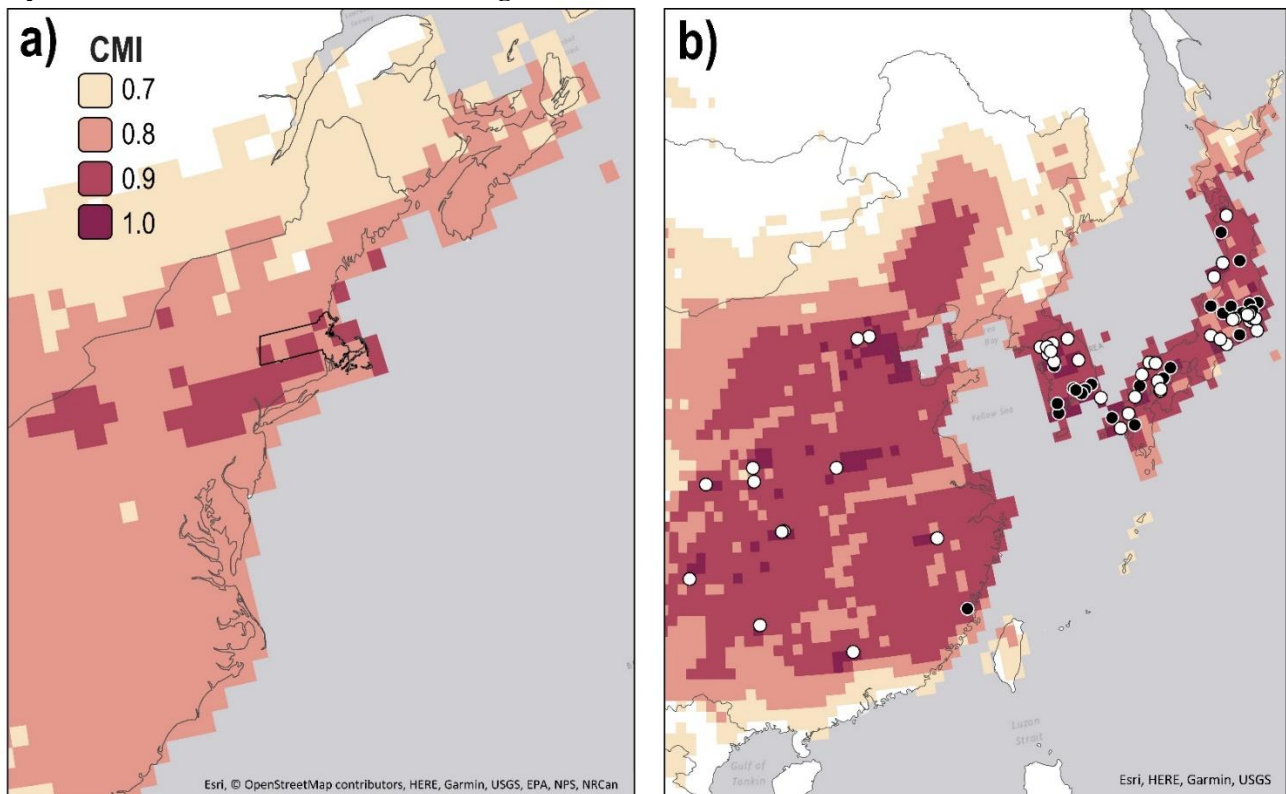 a)
CMI
0.7
0.8
0.9
1.0
Esri, © OpenStreetMap contributors, HERE, Garmin, USGS, EPA, NPS, NRCan
b)
Yellow Sea
Luzon
Strait
Gulf of
Tonkin
Esri, HERE, Garmin, USGS